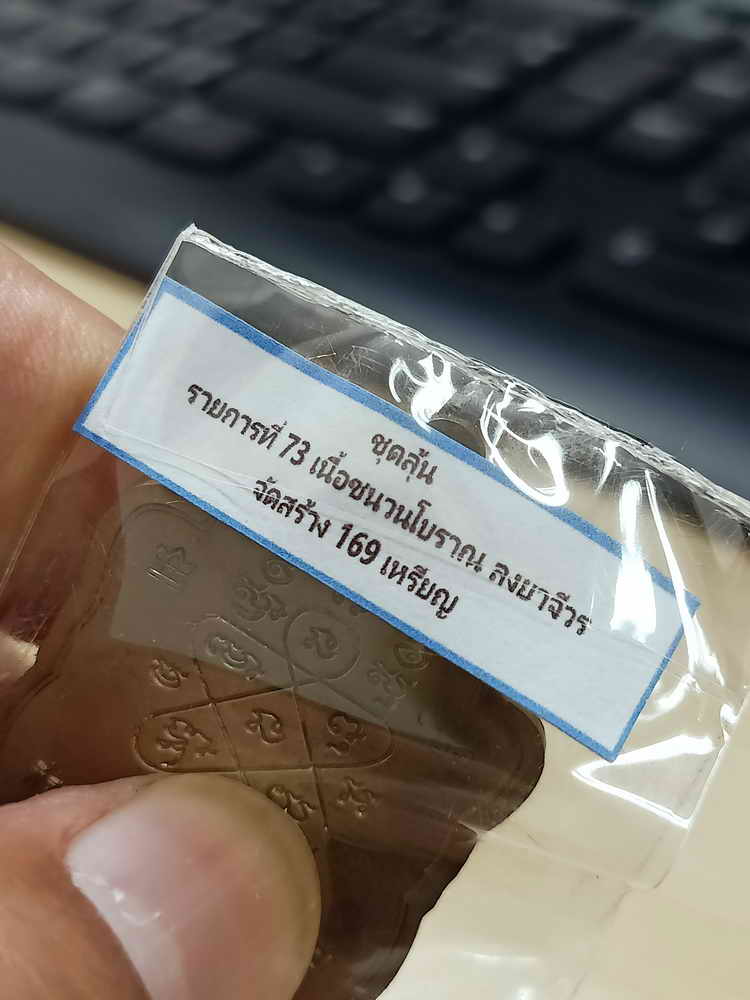 ชุดลุ้น
รายการที่ 73 เนื้อชนวนโบราณ ลงยาจีวร
จัดสร้าง 169 เหรียญ